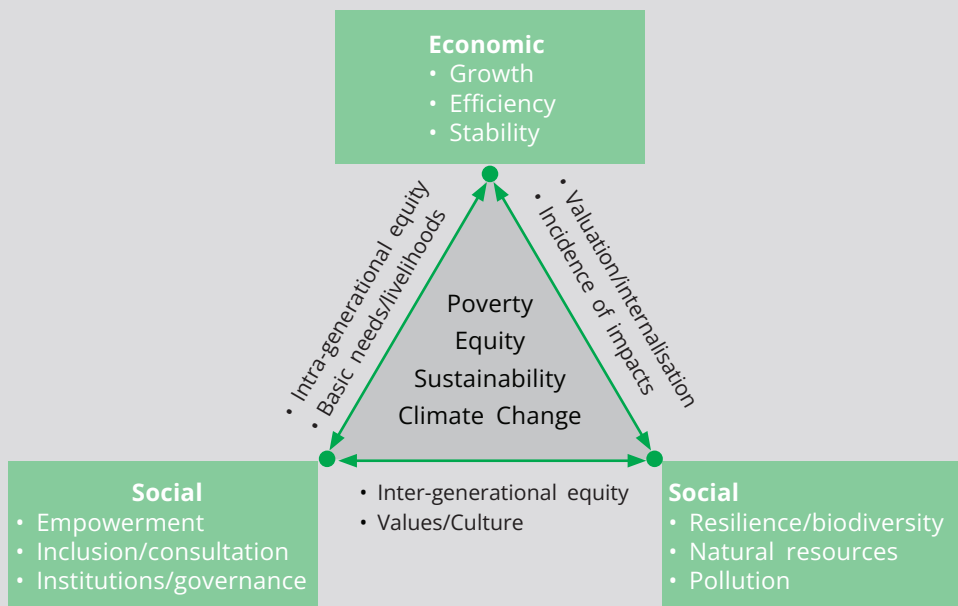 Economic
• Growth
• Efficiency
• Stability
• Intra-generational equity
• Basic needs/livelihoods
• Valuation/internalisation
• Incidence of impacts
Poverty
Equity
Sustainability
Climate Change
Social
• Empowerment
• Inclusion/consultation
• Institutions/governance
• Inter-generational equity
• Values/Culture
Social
• Resilience/biodiversity
• Natural resources
• Pollution